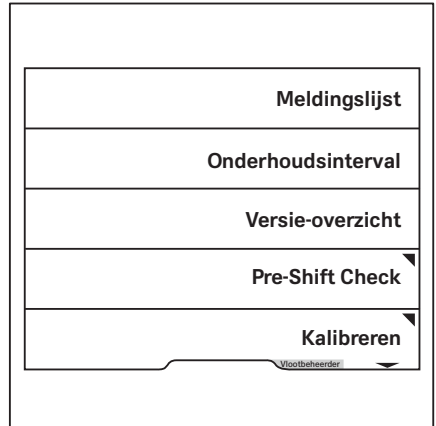 Meldingslijst
Onderhoudsinterval
Versie-overzicht
Pre-Shift Check
Kalibreren
Vlootbeheerder